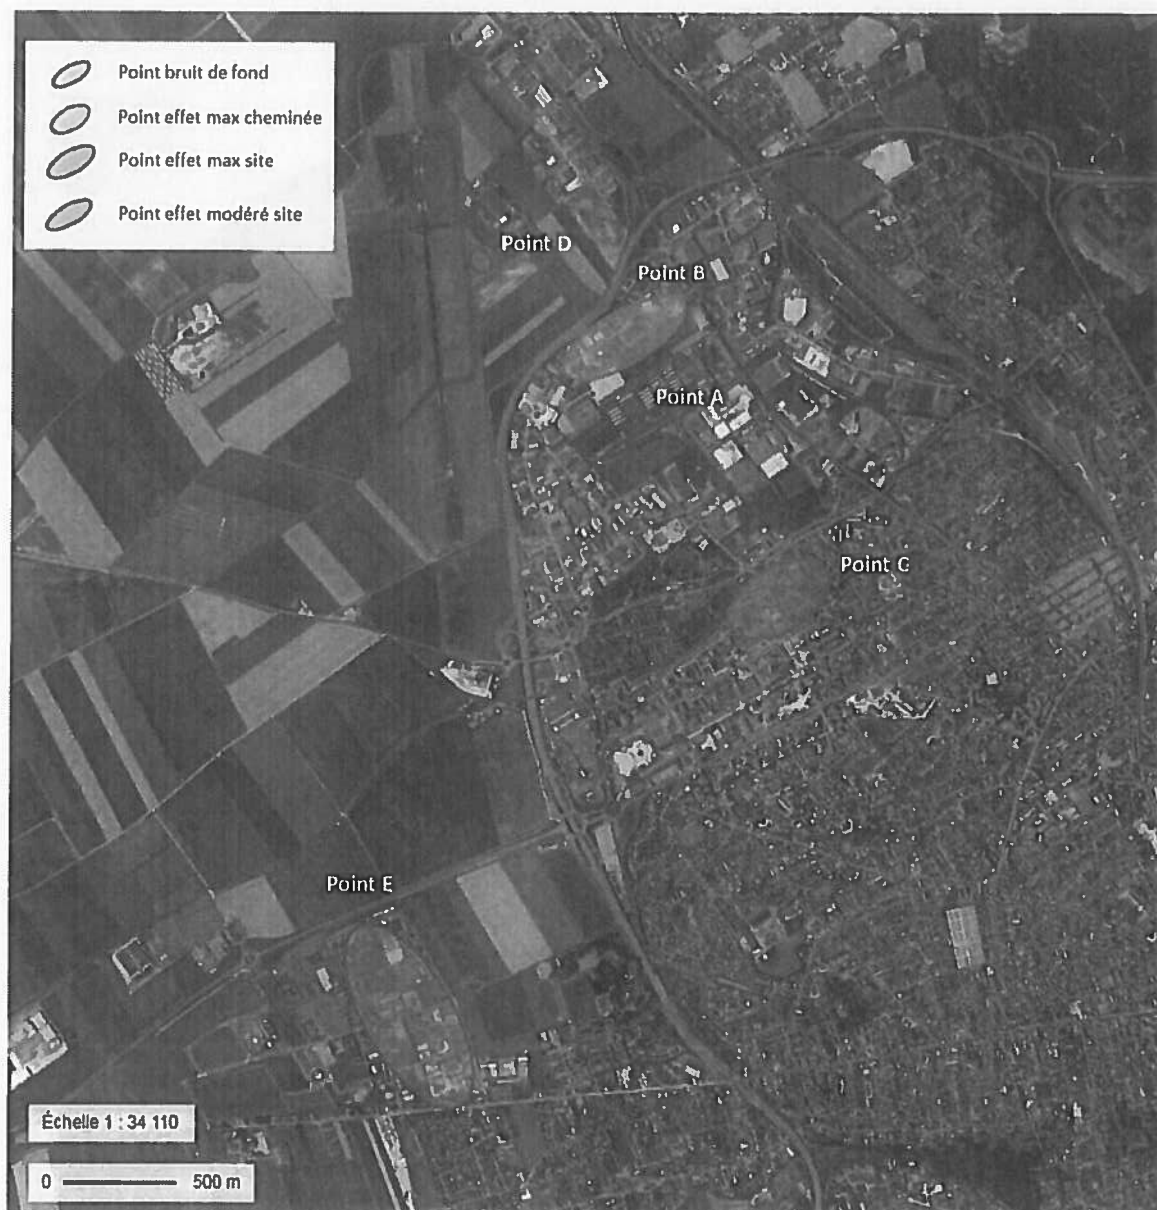 Point bruit de fond
Point effet max cheminée
Point effet max site
Point effet modéré site
Point D
Point B
Point A
Point C
Point E
Échelle 1 : 34 110
0 500 m